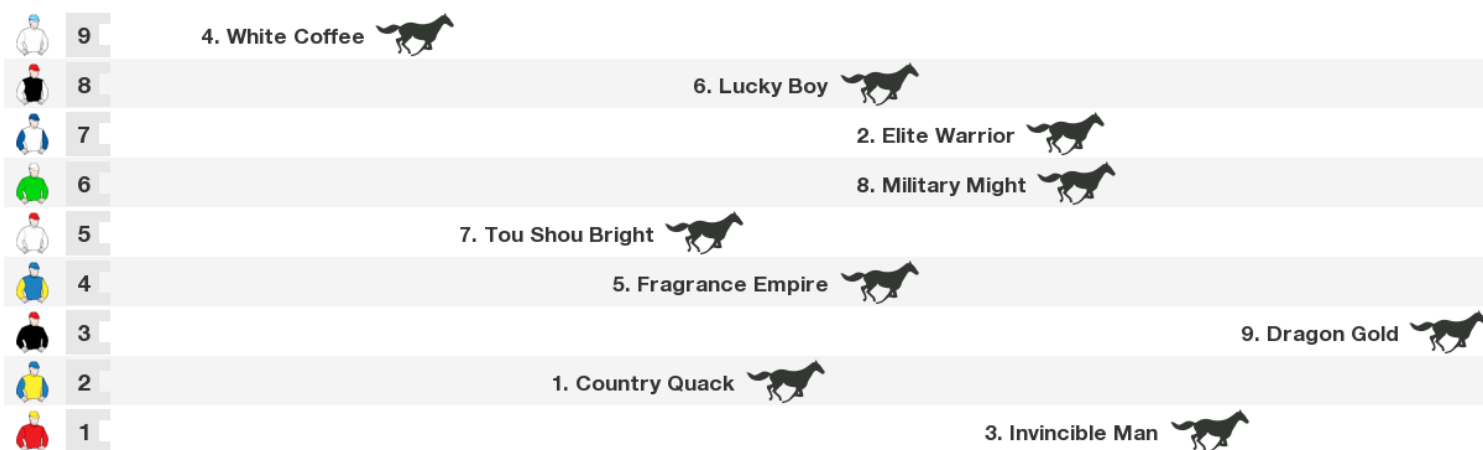 9 4. White Coffee
8 6. Lucky Boy
7 2. Elite Warrior
6 8. Military Might
5 7. Tou Shou Bright
4 5. Fragrance Empire
3 9. Dragon Gold
2 1. Country Quack
1 3. Invincible Man